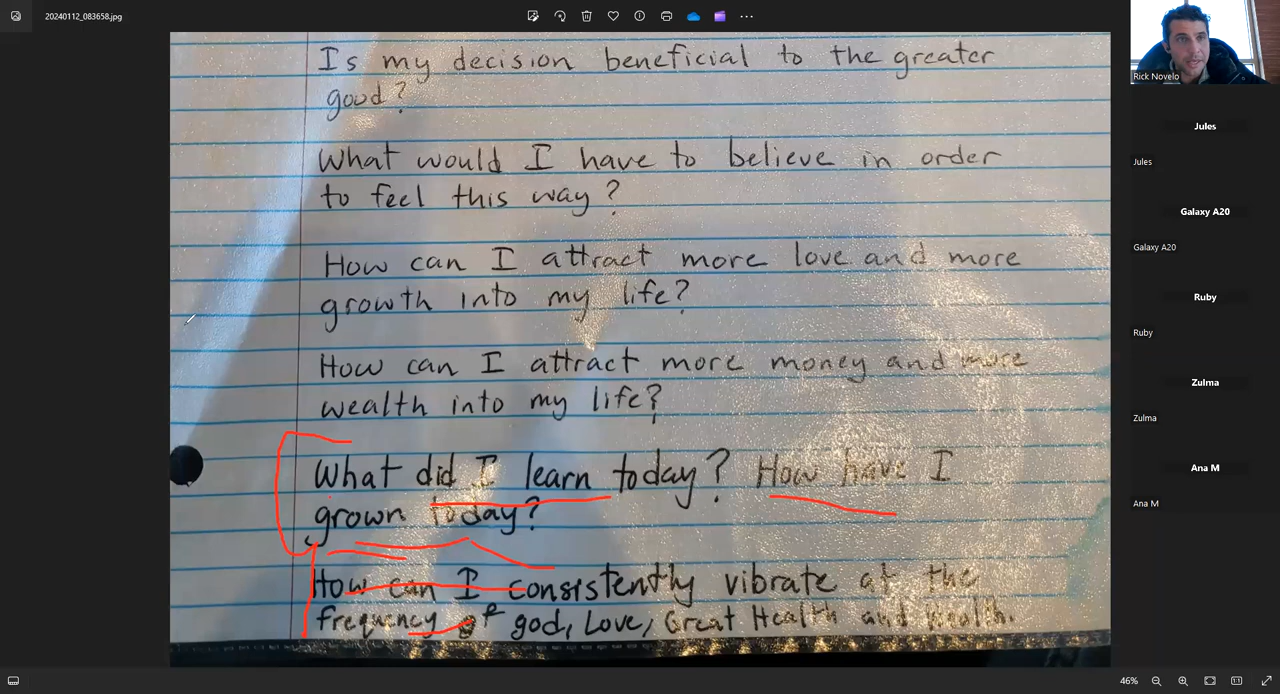 20240112_083658.jpg
Is my decision beneficial to the greater
good?
What would I have to believe in order
to feel this way?
How can I attract more love and more
growth into my life?
How can I attract more money and more
wealth into my life?
What did I learn today? How have I
grown today?
How can I consistently vibrate at the
frequency of god, Love, Great Health and Wealth.
Rick Novelo
Jules
Jules
Galaxy A20
Galaxy A20
Ruby
Ruby
Zulma
Zulma
Ana M
Ana M
46%